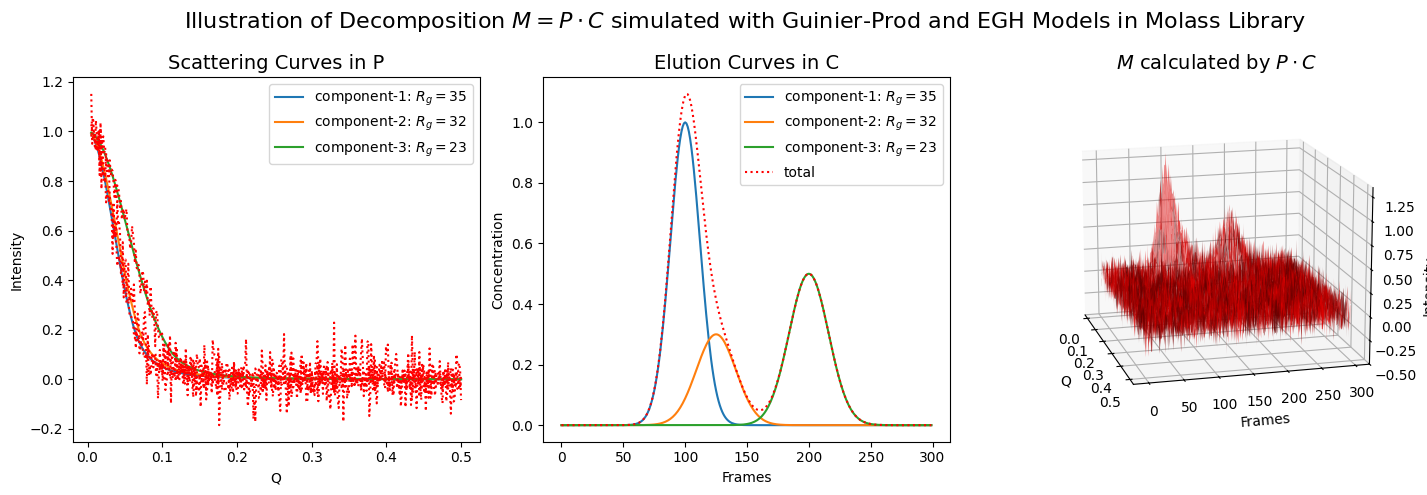 Illustration of Decomposition M = P · C simulated with Guinier-Prod and EGH Models in Molass Library
Scattering Curves in P
1.2
1.0
0.8
0.6
0.4
0.2
0.0
−0.2
Intensity
component-1: Rg = 35
component-2: Rg = 32
component-3: Rg = 23
0.0 0.1 0.2 0.3 0.4 0.5
Q
Elution Curves in C
1.0
0.8
0.6
0.4
0.2
0.0
Concentration
component-1: Rg = 35
component-2: Rg = 32
component-3: Rg = 23
total
0 50 100 150 200 250 300
Frames
M calculated by P · C
1.25
1.00
0.75
0.50
0.25
0.00
−0.25
−0.50
0.0
0.1
0.2
0.3
0.4
0.5
Q
0 50 100 150 200 250 300
Frames